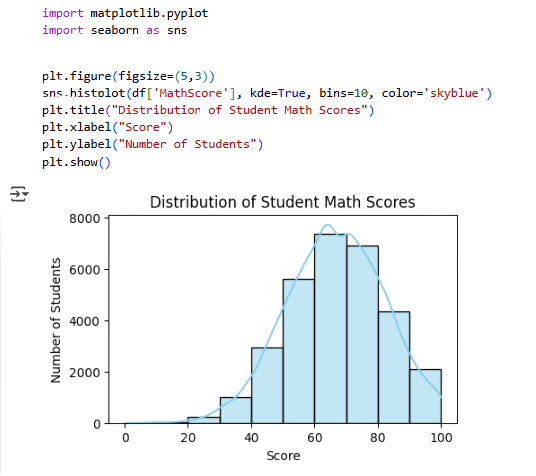 import matplotlib.pyplot
import seaborn as sns
plt.figure(figsize=(5,3))
sns.histplot(df['MathScore'], kde=True, bins=10, color='skyblue')
plt.title("Distribution of Student Math Scores")
plt.xlabel("Score")
plt.ylabel("Number of Students")
plt.show()
Distribution of Student Math Scores
8000
6000
4000
2000
0
Number of Students
0 20 40 60 80 100
Score